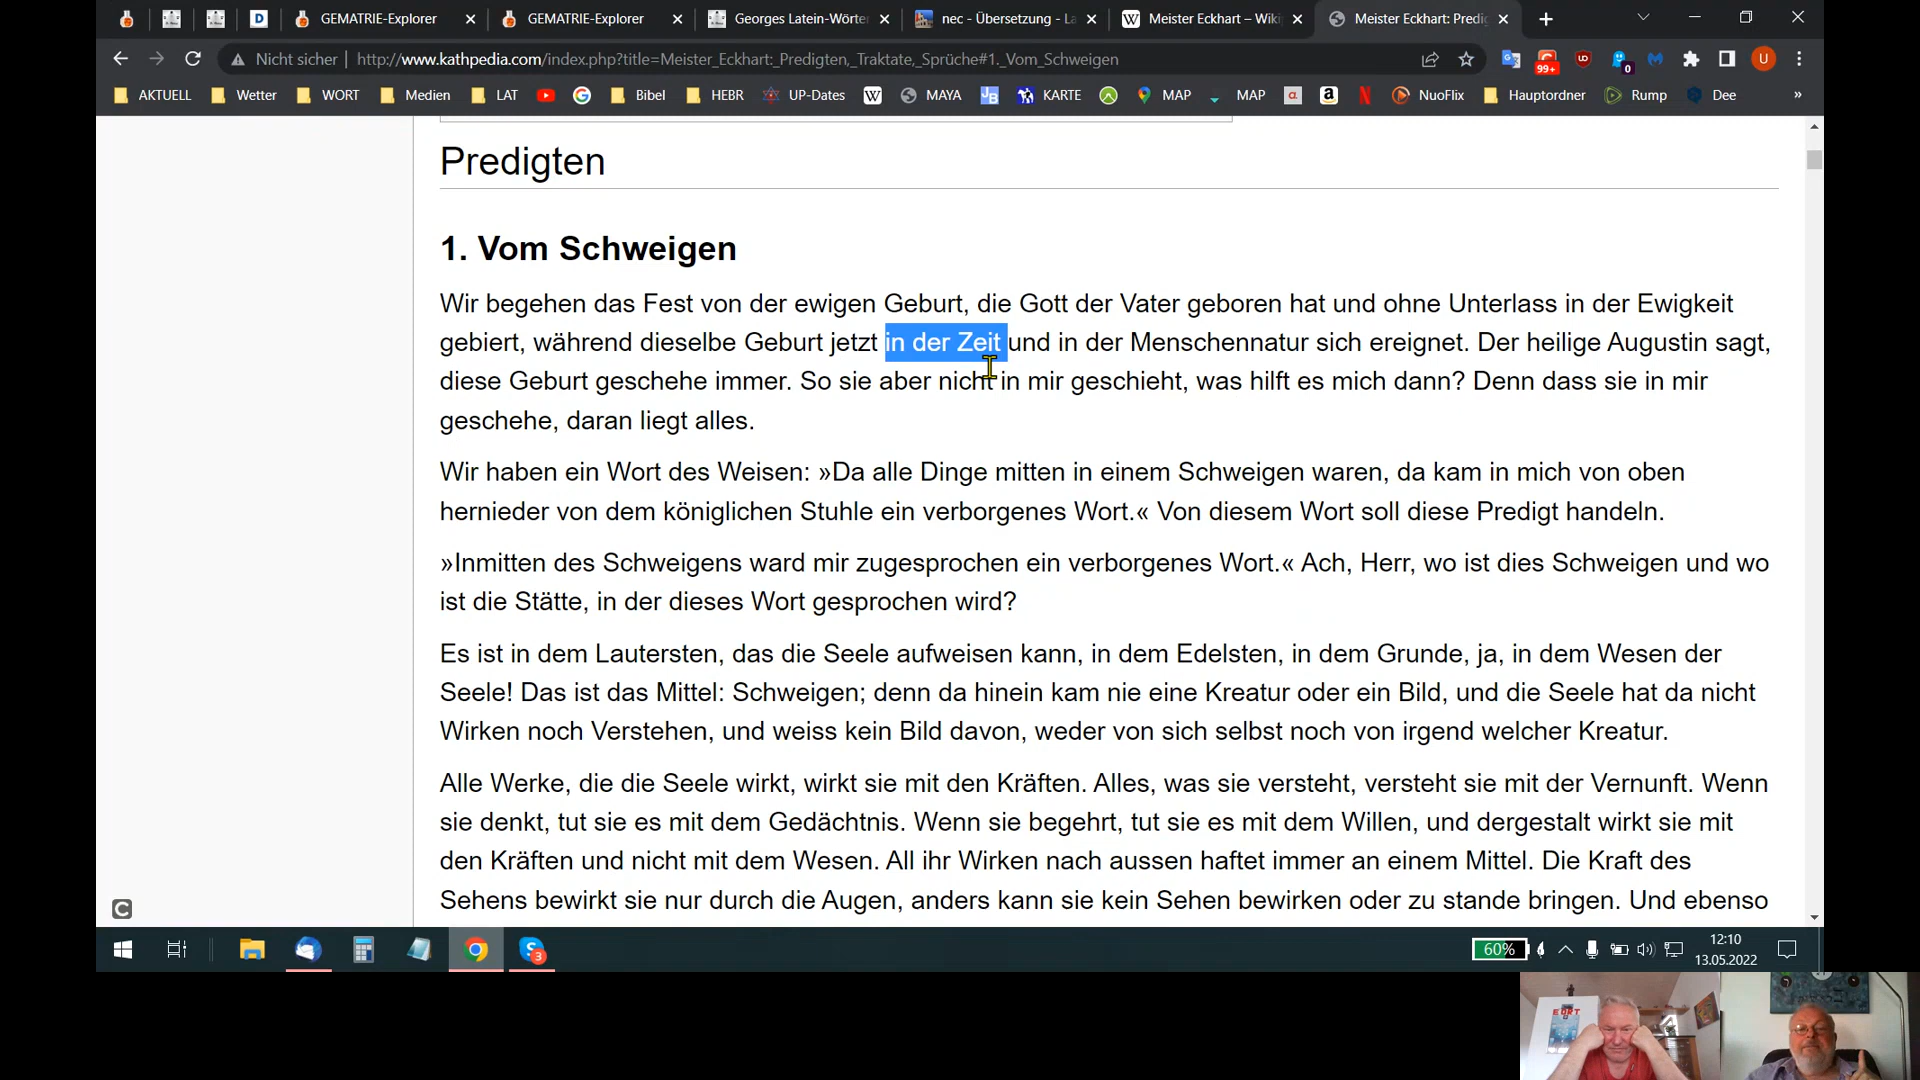 GEMATRIE-Explorer
GEMATRIE-Explorer
Georges Latein-Wörter
nec - Übersetzung - La
Meister Eckhart – Wiki
Meister Eckhart: Predig
Nicht sicher
http://www.kathpedia.com/index.php?title=Meister_Eckhart:_Predigten,_Traktate,_Sprüche#1._Vom_Schweigen
99+
0
U
AKTUELL Wetter WORT Medien LAT Bibel HEBR UP-Dates MAYA KARTE MAP MAP NuoFlix Hauptordner Rump Dee »
Predigten
1. Vom Schweigen
Wir begehen das Fest von der ewigen Geburt, die Gott der Vater geboren hat und ohne Unterlass in der Ewigkeit
gebiert, während dieselbe Geburt jetzt in der Zeit und in der Menschennatur sich ereignet. Der heilige Augustin sagt,
diese Geburt geschehe immer. So sie aber nicht in mir geschieht, was hilft es mich dann? Denn dass sie in mir
geschehe, daran liegt alles.
Wir haben ein Wort des Weisen: »Da alle Dinge mitten in einem Schweigen waren, da kam in mich von oben
hernieder von dem königlichen Stuhle ein verborgenes Wort.« Von diesem Wort soll diese Predigt handeln.
»Inmitten des Schweigens ward mir zugesprochen ein verborgenes Wort.« Ach, Herr, wo ist dies Schweigen und wo
ist die Stätte, in der dieses Wort gesprochen wird?
Es ist in dem Lautersten, das die Seele aufweisen kann, in dem Edelsten, in dem Grunde, ja, in dem Wesen der
Seele! Das ist das Mittel: Schweigen; denn da hinein kam nie eine Kreatur oder ein Bild, und die Seele hat da nicht
Wirken noch Verstehen, und weiss kein Bild davon, weder von sich selbst noch von irgend welcher Kreatur.
Alle Werke, die die Seele wirkt, wirkt sie mit den Kräften. Alles, was sie versteht, versteht sie mit der Vernunft. Wenn
sie denkt, tut sie es mit dem Gedächtnis. Wenn sie begehrt, tut sie es mit dem Willen, und dergestalt wirkt sie mit
den Kräften und nicht mit dem Wesen. All ihr Wirken nach aussen haftet immer an einem Mittel. Die Kraft des
Sehens bewirkt sie nur durch die Augen, anders kann sie kein Sehen bewirken oder zu stande bringen. Und ebenso
60%
12:10
13.05.2022
3